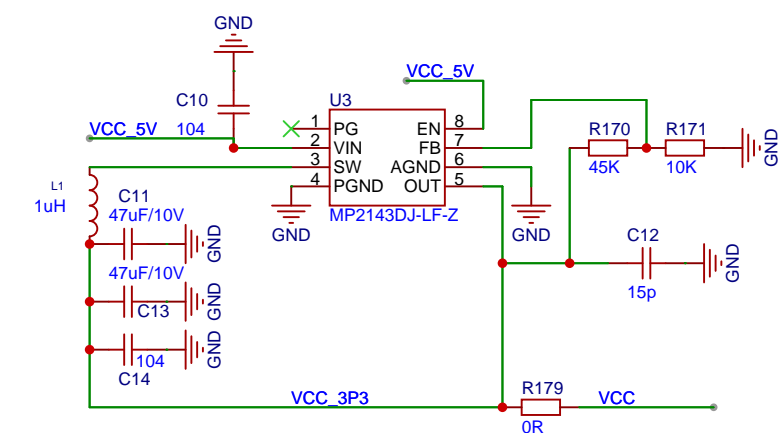 GND
VCC_5V
C10
104
VCC_5V
U3
1 PG
2 VIN
3 SW
4 PGND
EN 8
FB 7
AGND 6
OUT 5
MP2143DJ-LF-Z
GND
GND
R170
45K
R171
10K
GND
L1
1uH
C11
47uF/10V
GND
47uF/10V
C13
GND
104
C14
GND
C12
15p
GND
VCC_3P3
R179
0R
VCC